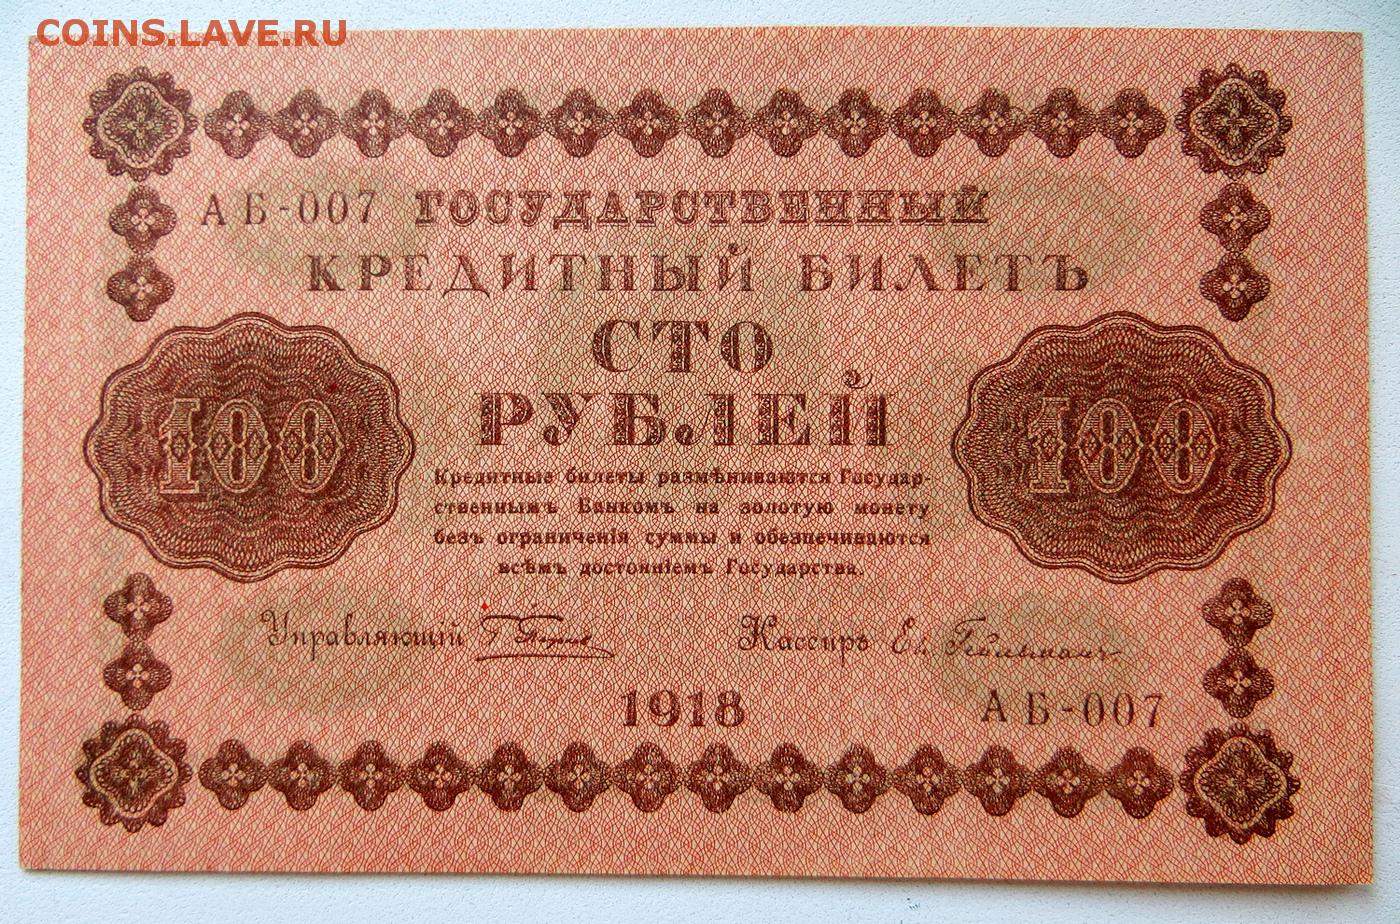 COINS.LAVE.RU
АБ-007 ГОСУДАРСТВЕННЫЙ
КРЕДИТНЫЙ БИЛЕТЪ
СТО
РУБЛЕЙ
100 100
Кредитные билеты размѣниваются Государ-
ственнымъ Банкомъ на золотую монету
безъ ограниченія суммы и обезпечиваются
всѣмъ достояніемъ Государства.
Управляющій Кассиръ
1918
АБ-007